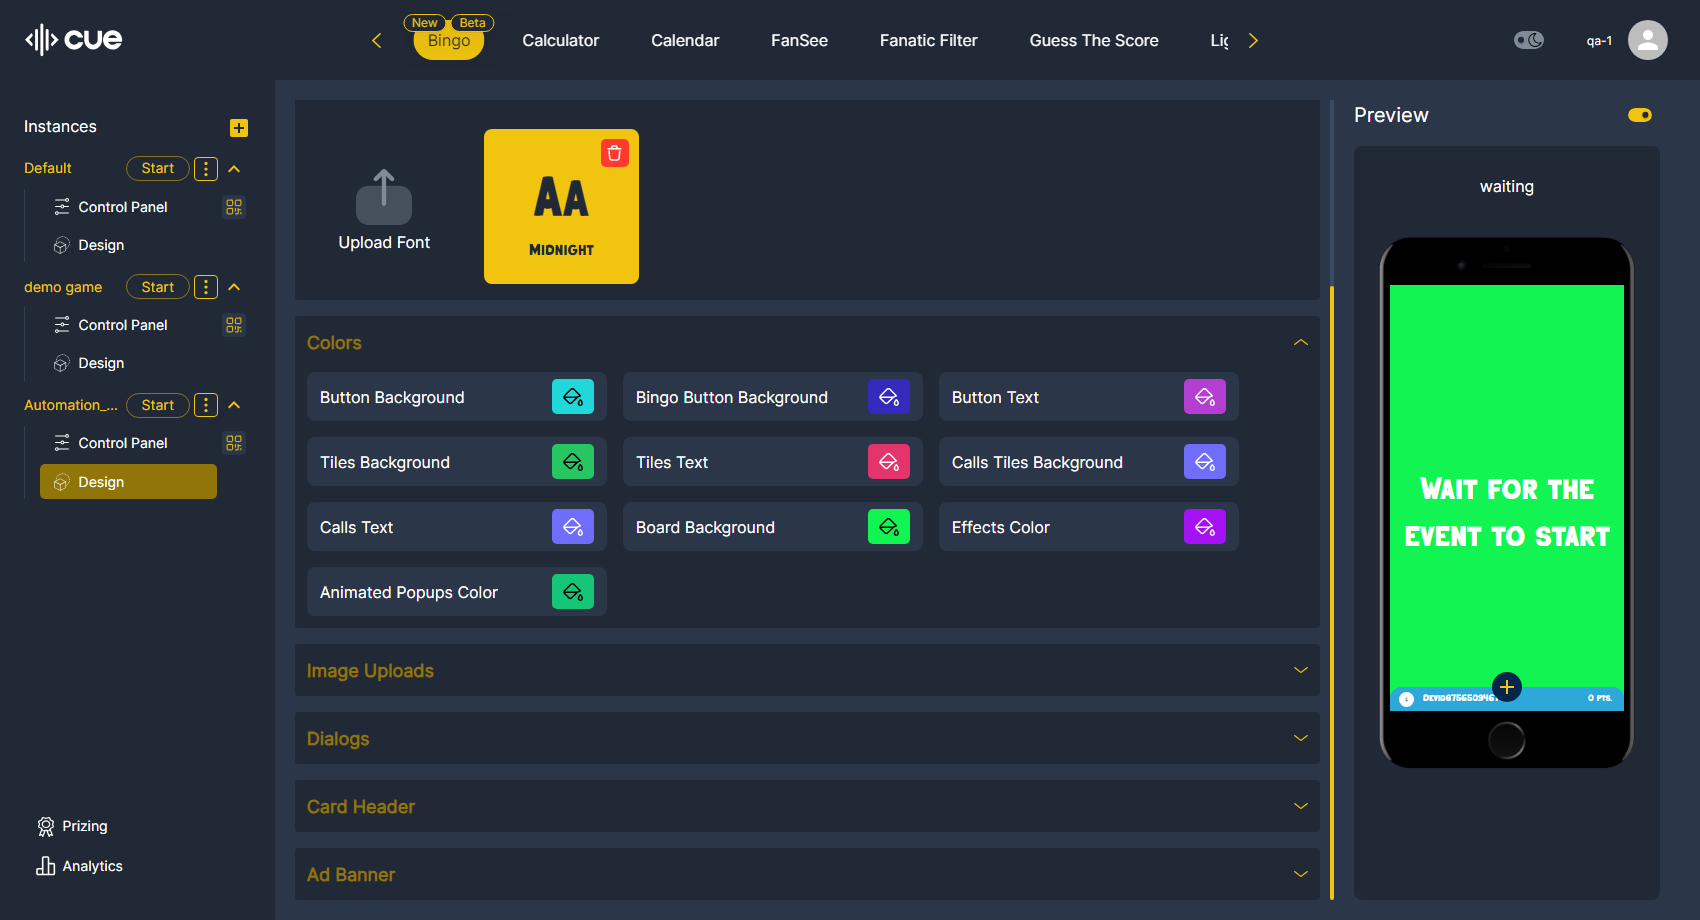 cue
New Beta
Bingo Calculator Calendar FanSee Fanatic Filter Guess The Score
qa-1
Instances
Default Start
Control Panel
Design
demo game Start
Control Panel
Design
Automation_... Start
Control Panel
Design
Prizing
Analytics
Upload Font
AA
MIDNIGHT
Colors
Button Background
Bingo Button Background
Button Text
Tiles Background
Tiles Text
Calls Tiles Background
Calls Text
Board Background
Effects Color
Animated Popups Color
Image Uploads
Dialogs
Card Header
Ad Banner
Preview
waiting
WAIT FOR THE
EVENT TO START
0 PTS.